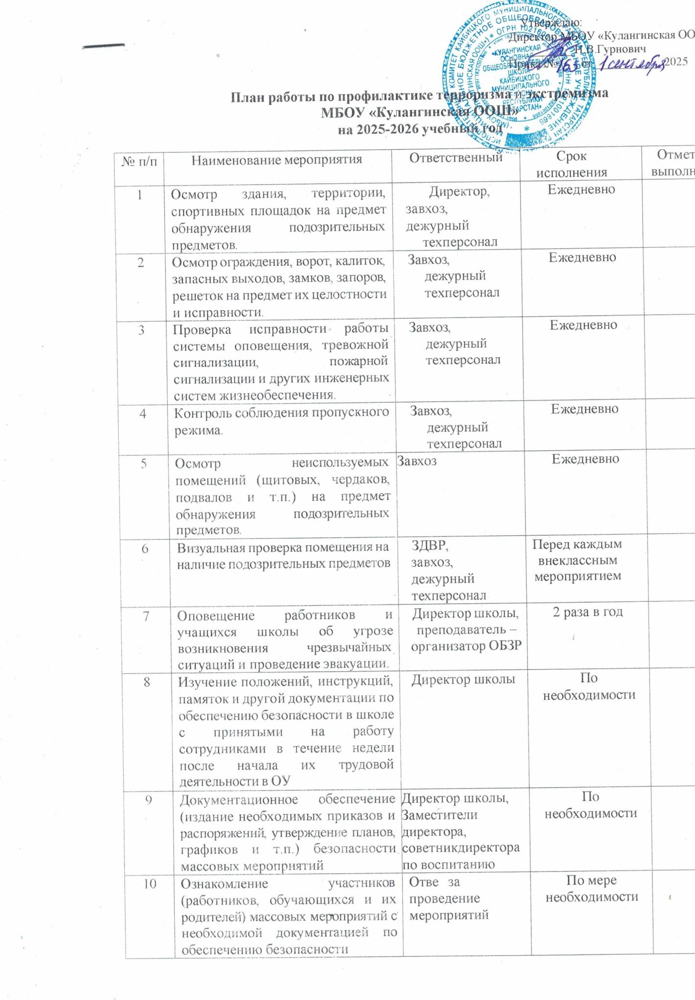 Утверждаю:
Директор МБОУ «Кулангинская ОО
Н.В.Гурнович
Приказ № 163 от 1 сентября 2025
КУЛАНГИНСКАЯ
ОСНОВНАЯ
ОБЩЕОБРАЗОВАТЕЛЬНАЯ
ШКОЛА
КАЙБИЦКОГО
МУНИЦИПАЛЬНОГО
РАЙОНА
РЕСПУБЛИКИ
ТАТАРСТАН»
План работы по профилактике терроризма и экстремизма
МБОУ «Кулангинская ООШ»
на 2025-2026 учебный год
№ п/п Наименование мероприятия Ответственный Срок Отмет
исполнения выполн
1 Осмотр здания, территории, Директор, Ежедневно
спортивных площадок на предмет завхоз,
обнаружения подозрительных дежурный
предметов. техперсонал
2 Осмотр ограждения, ворот, калиток, Завхоз, Ежедневно
запасных выходов, замков, запоров, дежурный
решеток на предмет их целостности техперсонал
и исправности.
3 Проверка исправности работы Завхоз, Ежедневно
системы оповещения, тревожной дежурный
сигнализации, пожарной техперсонал
сигнализации и других инженерных
систем жизнеобеспечения.
4 Контроль соблюдения пропускного Завхоз, Ежедневно
режима. дежурный
техперсонал
5 Осмотр неиспользуемых Завхоз Ежедневно
помещений (щитовых, чердаков,
подвалов и т.п.) на предмет
обнаружения подозрительных
предметов.
6 Визуальная проверка помещения на ЗДВР, Перед каждым
наличие подозрительных предметов завхоз, внеклассным
дежурный мероприятием
техперсонал
7 Оповещение работников и Директор школы, 2 раза в год
учащихся школы об угрозе преподаватель –
возникновения чрезвычайных организатор ОБЗР
ситуаций и проведение эвакуации.
8 Изучение положений, инструкций, Директор школы По
памяток и другой документации по необходимости
обеспечению безопасности в школе
с принятыми на работу
сотрудниками в течение недели
после начала их трудовой
деятельности в ОУ
9 Документационное обеспечение Директор школы, По
(издание необходимых приказов и Заместители необходимости
распоряжений, утверждение планов, директора,
графиков и т.п.) безопасности советникдиректора
массовых мероприятий по воспитанию
10 Ознакомление участников Отве за По мере
(работников, обучающихся и их проведение необходимости
родителей) массовых мероприятий с мероприятий
необходимой документацией по
обеспечению безопасности